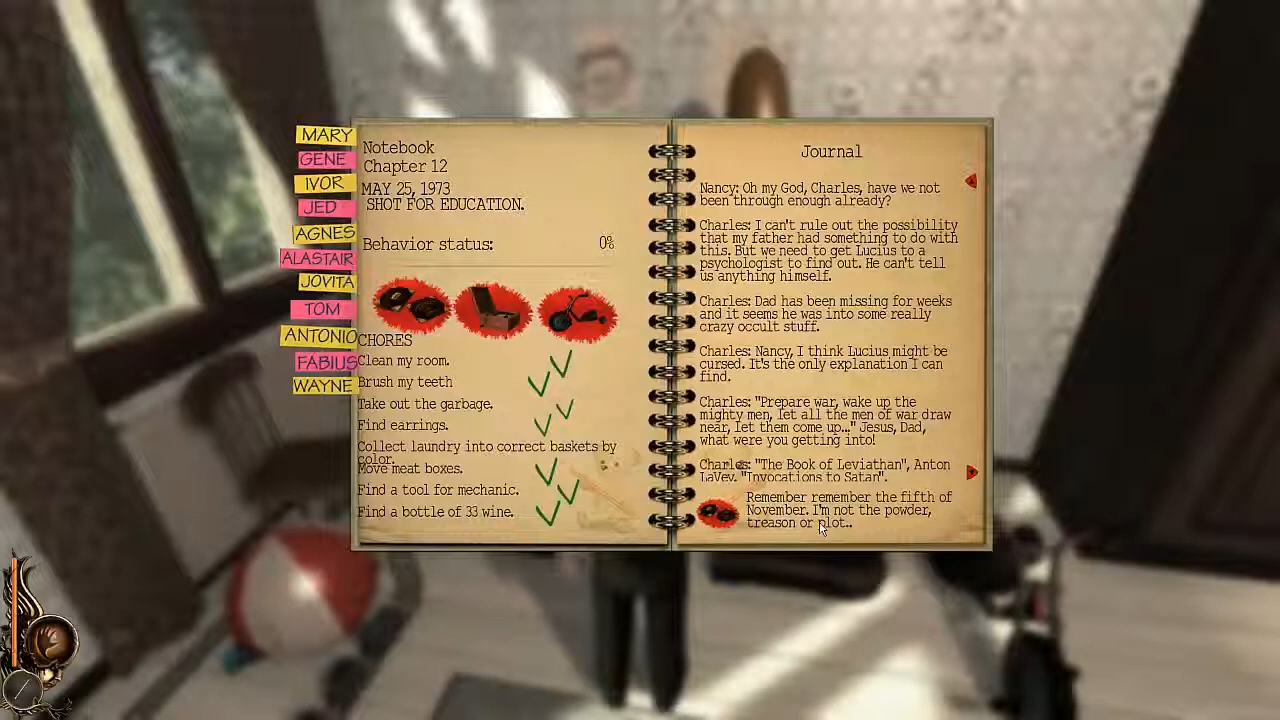 MARY
GENE
IVOR
JED
AGNES
ALASTAIR
JOVITA
TOM
ANTONIO
FABIUS
WAYNE
Notebook
Chapter 12
MAY 25, 1973
SHOT FOR EDUCATION.
Behavior status: 0%
CHORES
Clean my room.
Brush my teeth
Take out the garbage.
Find earrings.
Collect laundry into correct baskets by
color.
Move meat boxes.
Find a tool for mechanic.
Find a bottle of 33 wine.
Journal
Nancy: Oh my God, Charles, have we not
been through enough already?
Charles: I can't rule out the possibility
that my father had something to do with
this. But we need to get Lucius to a
psychologist to find out. He can't tell
us anything himself.
Charles: Dad has been missing for weeks
and it seems he was into some really
crazy occult stuff.
Charles: Nancy, I think Lucius might be
cursed. It's the only explanation I can
find.
Charles: "Prepare war, wake up the
mighty men, let all the men of war draw
near, let them come up..." Jesus, Dad,
what were you getting into!
Charles: "The Book of Leviathan", Anton
LaVey. "Invocations to Satan".
Remember remember the fifth of
November. I'm not the powder,
treason or plot..